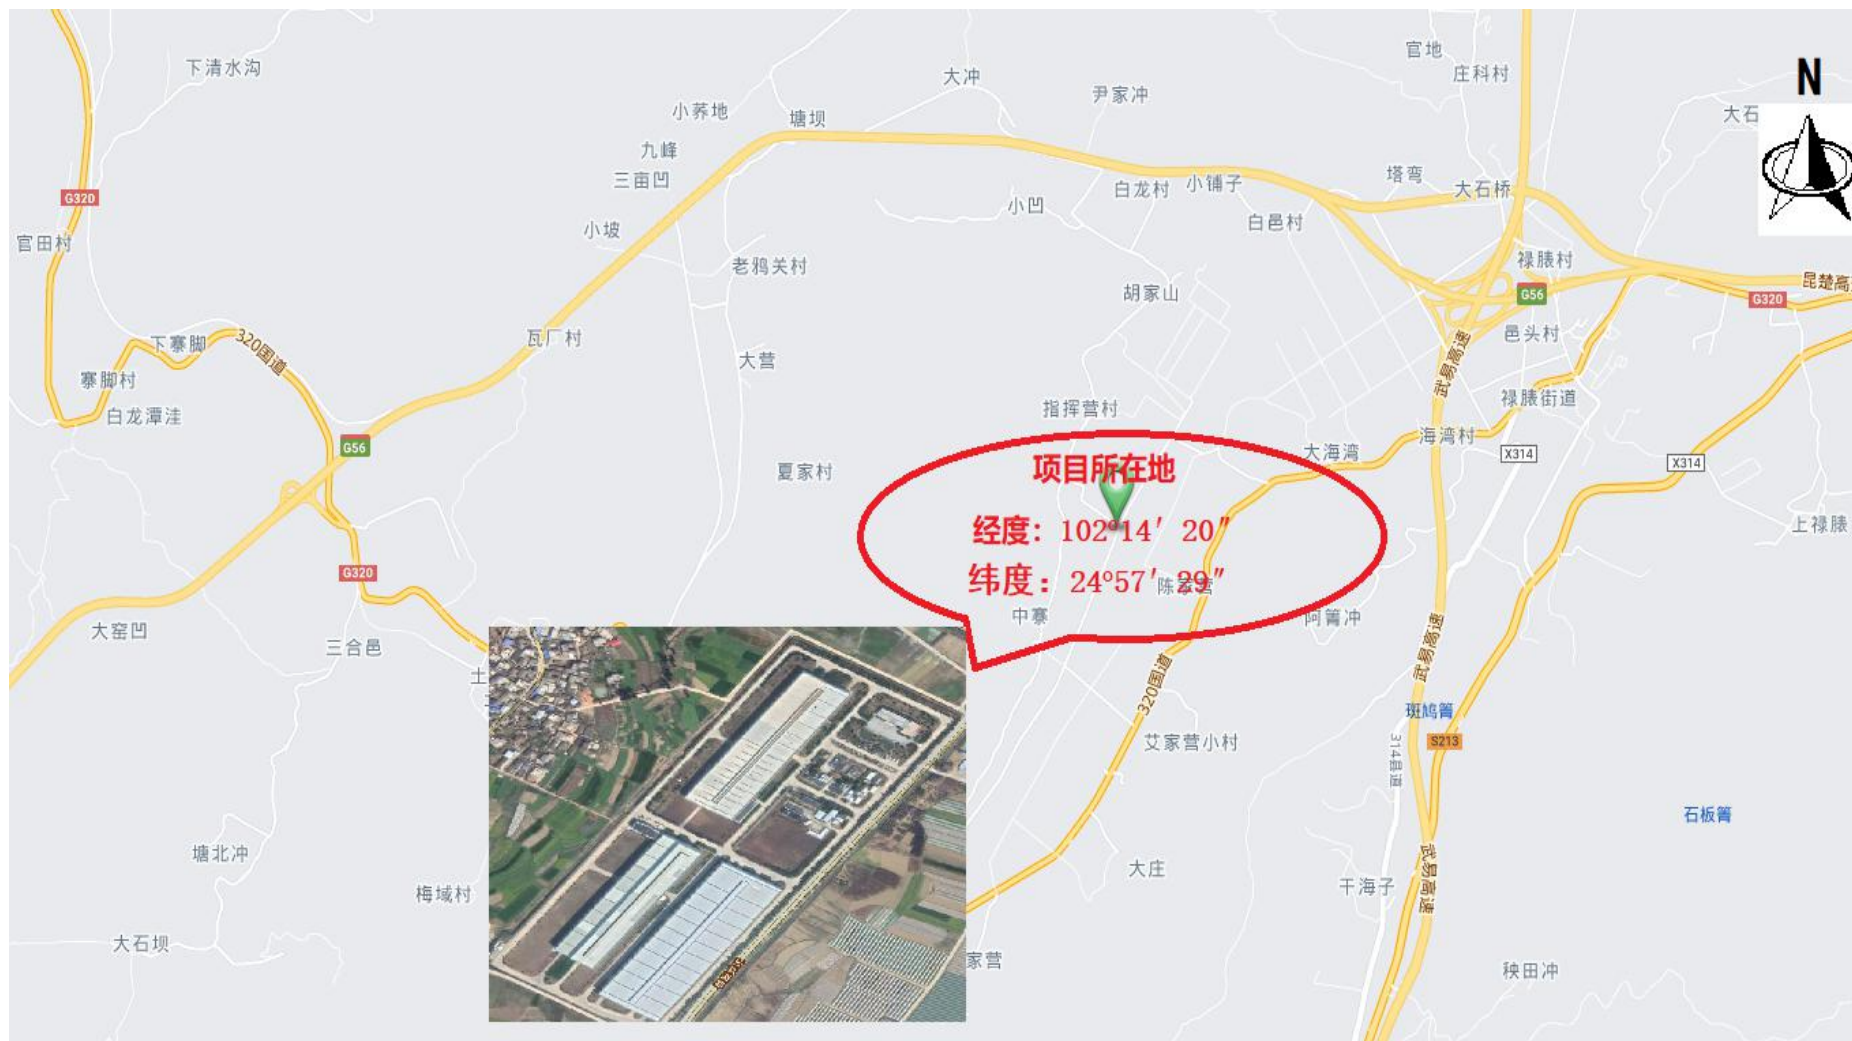 下清水沟
大冲
官地
庄科村
N
小荞地
塘坝
尹家冲
大石
九峰
三亩凹
塔弯
G320
小凹
白龙村
小铺子
大石桥
官田村
小坡
白邑村
老鸦关村
禄脿村
胡家山
G56
G320
昆楚高
320国道
下寨脚
瓦厂村
大营
武易高速
邑头村
寨脚村
白龙潭洼
指挥营村
禄脿街道
G56
夏家村
大海湾
海湾村
X314
X314
项目所在地
经度：102°14′20″
上禄脿
纬度：24°57′29″
G320
陈家营
大窑凹
三合邑
中寨
阿箐冲
武易高速
土
320国道
斑鸠箐
艾家营小村
S213
314县道
石板箐
塘北冲
梅域村
大庄
干海子
武易高速
大石坝
家营
秧田冲